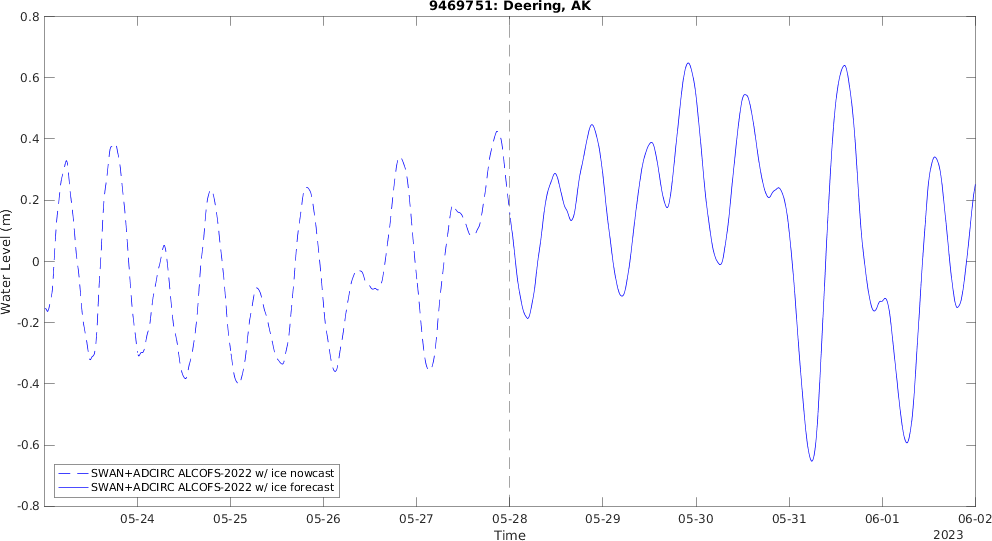 9469751: Deering, AK
0.8
0.6
0.4
0.2
0
-0.2
-0.4
-0.6
-0.8
Water Level (m)
SWAN+ADCIRC ALCOFS-2022 w/ ice nowcast
SWAN+ADCIRC ALCOFS-2022 w/ ice forecast
05-24 05-25 05-26 05-27 05-28 05-29 05-30 05-31 06-01 06-02
Time
2023